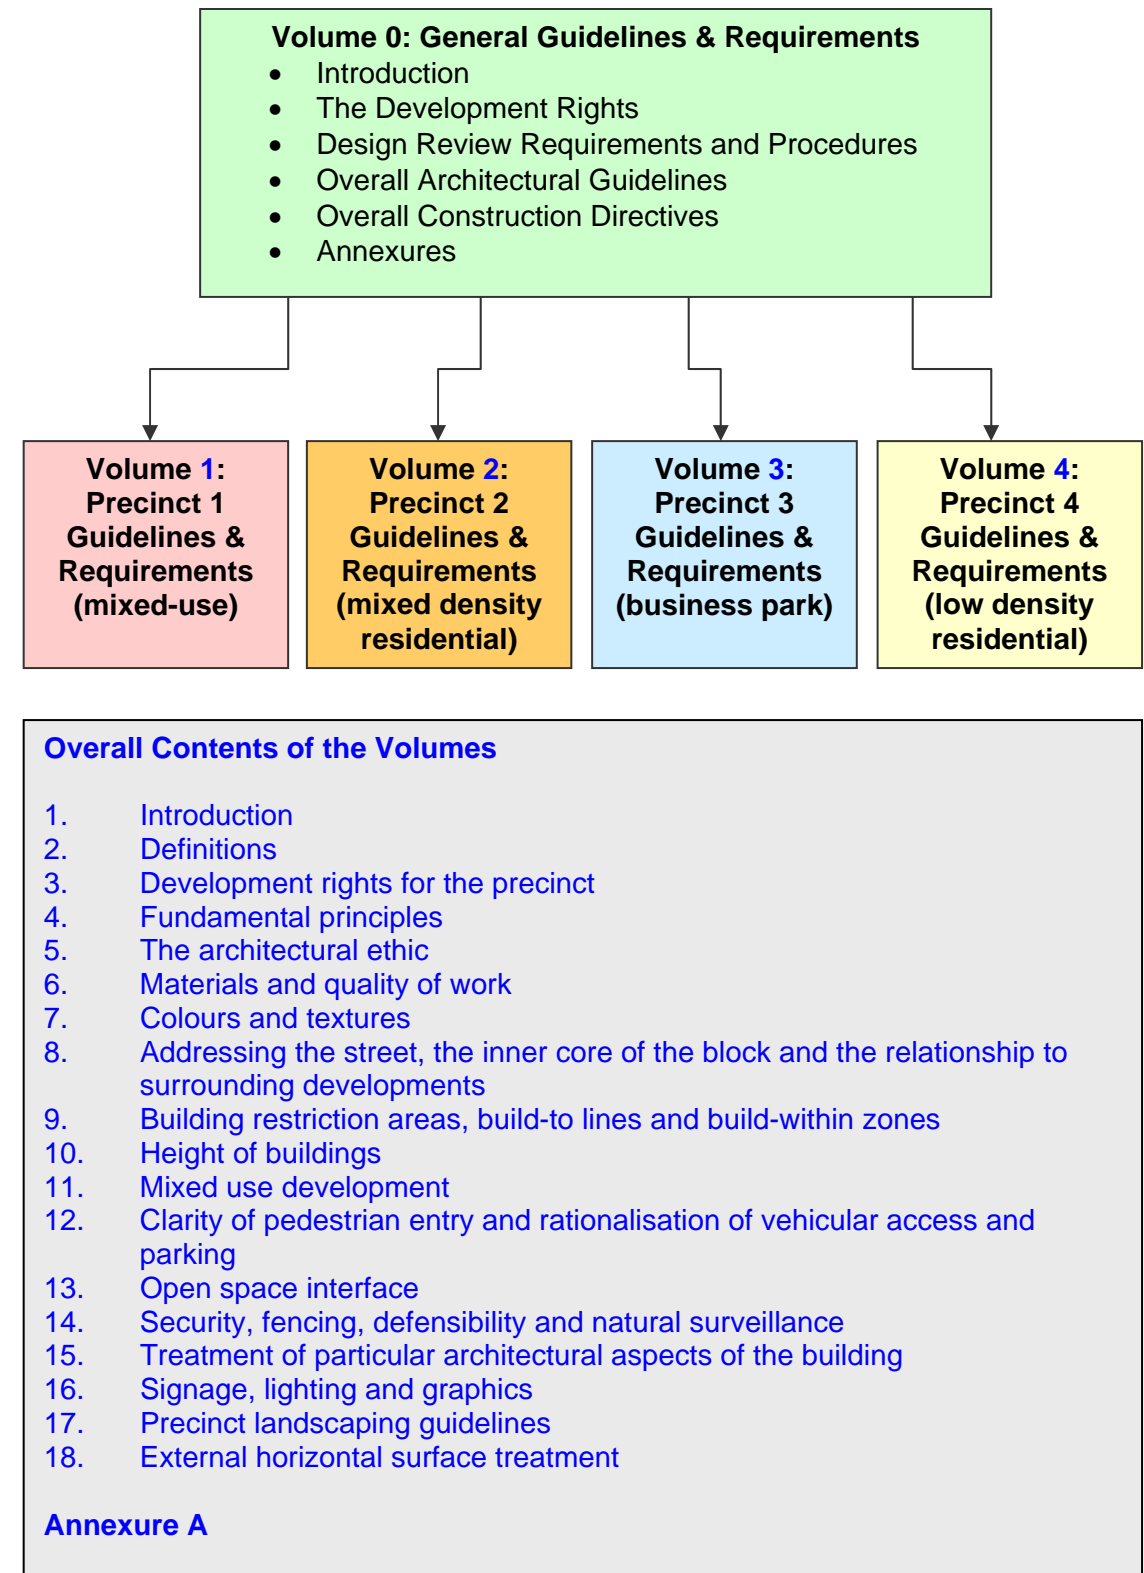 Volume 0: General Guidelines & Requirements
• Introduction
• The Development Rights
• Design Review Requirements and Procedures
• Overall Architectural Guidelines
• Overall Construction Directives
• Annexures
Volume 1:
Precinct 1
Guidelines &
Requirements
(mixed-use)
Volume 2:
Precinct 2
Guidelines &
Requirements
(mixed density
residential)
Volume 3:
Precinct 3
Guidelines &
Requirements
(business park)
Volume 4:
Precinct 4
Guidelines &
Requirements
(low density
residential)
Overall Contents of the Volumes
1. Introduction
2. Definitions
3. Development rights for the precinct
4. Fundamental principles
5. The architectural ethic
6. Materials and quality of work
7. Colours and textures
8. Addressing the street, the inner core of the block and the relationship to
surrounding developments
9. Building restriction areas, build-to lines and build-within zones
10. Height of buildings
11. Mixed use development
12. Clarity of pedestrian entry and rationalisation of vehicular access and
parking
13. Open space interface
14. Security, fencing, defensibility and natural surveillance
15. Treatment of particular architectural aspects of the building
16. Signage, lighting and graphics
17. Precinct landscaping guidelines
18. External horizontal surface treatment
Annexure A